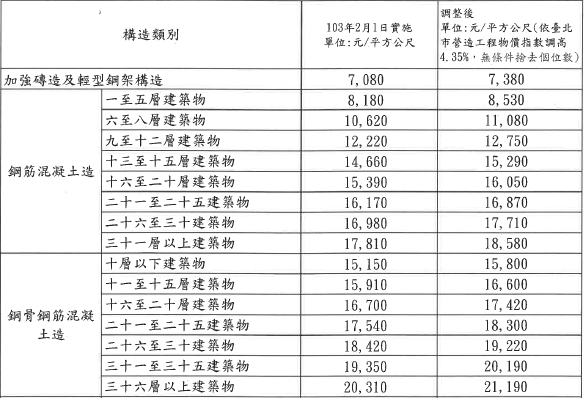 構造類別
103年2月1日實施
單位:元/平方公尺
調整後
單位:元/平方公尺(依臺北
市營造工程物價指數調高
4.35%,無條件捨去個位數)
加強磚造及輕型鋼架構造 7,080 7,380
鋼筋混凝土造
一至五層建築物 8,180 8,530
六至八層建築物 10,620 11,080
九至十二層建築物 12,220 12,750
十三至十五層建築物 14,660 15,290
十六至二十層建築物 15,390 16,050
二十一至二十五建築物 16,170 16,870
二十六至三十建築物 16,980 17,710
三十一層以上建築物 17,810 18,580
鋼骨鋼筋混凝
土造
十層以下建築物 15,150 15,800
十一至十五層建築物 15,910 16,600
十六至二十層建築物 16,700 17,420
二十一至二十五建築物 17,540 18,300
二十六至三十建築物 18,420 19,220
三十一至三十五建築物 19,350 20,190
三十六層以上建築物 20,310 21,190